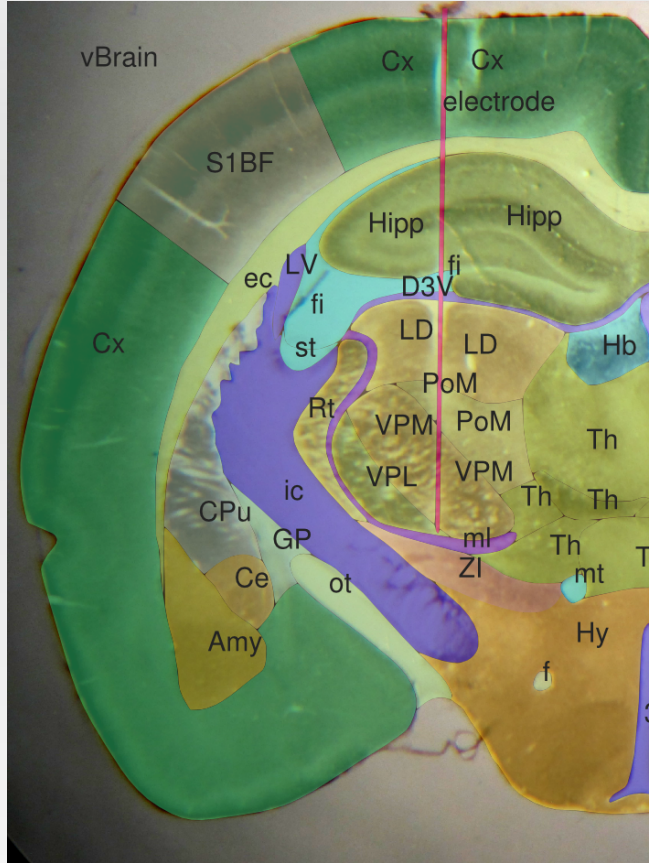 vBrain
Cx
Cx
electrode
S1BF
Hipp
Hipp
LV
fi
ec
D3V
fi
LD
LD
Hb
Cx
st
PoM
Rt
VPM
PoM
Th
VPL
VPM
ic
Th
Th
CPu
GP
ml
Th
T
ZI
Ce
ot
mt
Amy
Hy
f
3